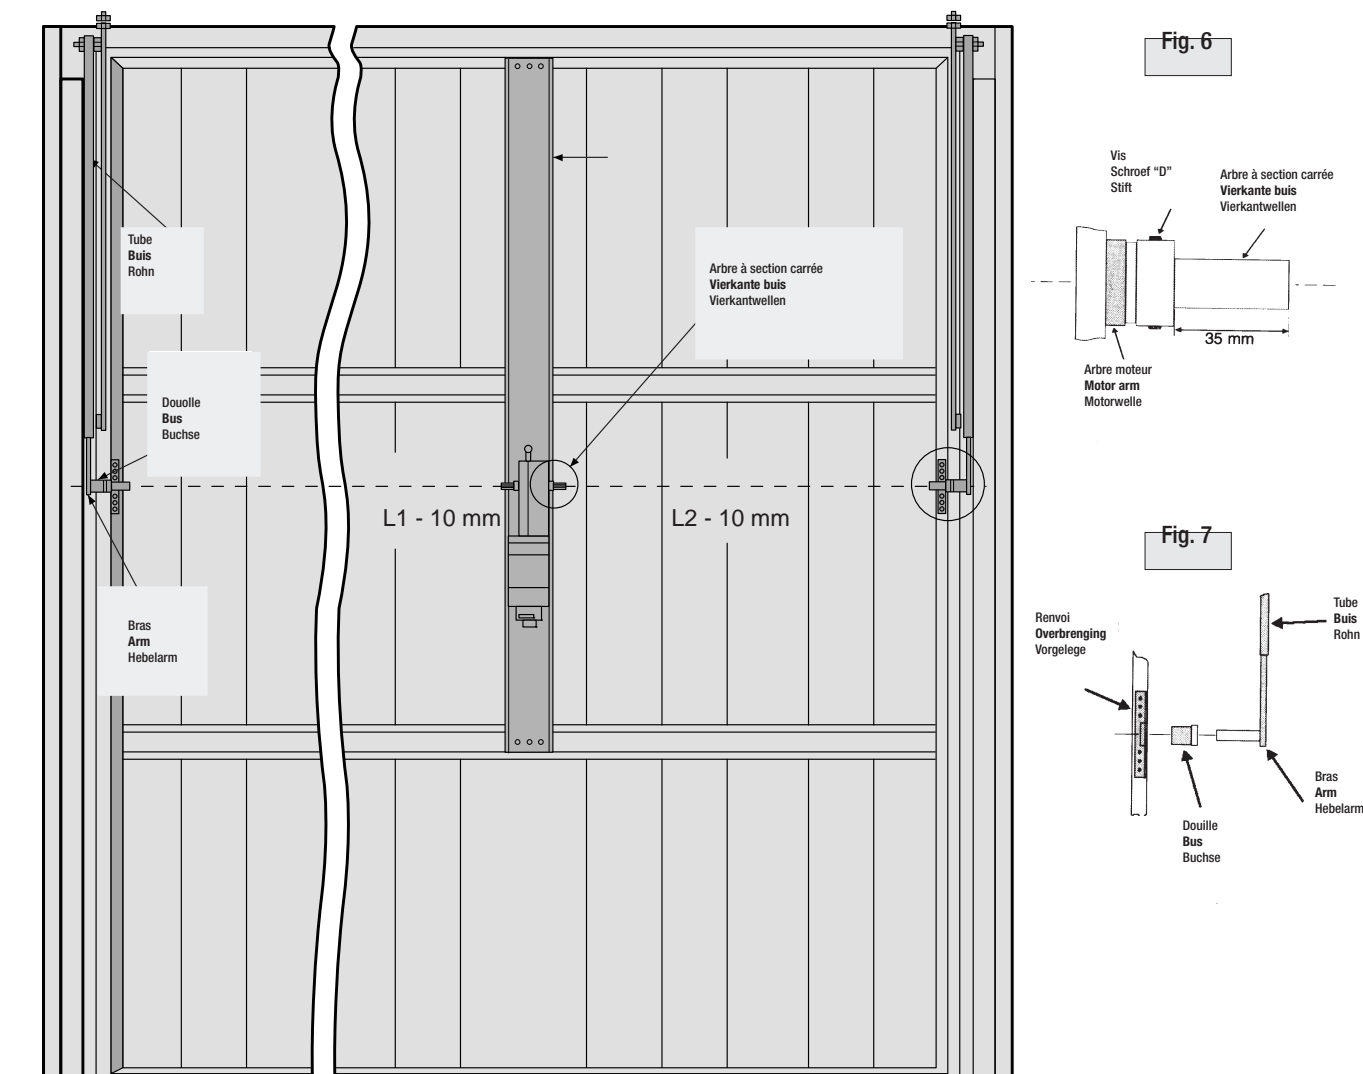 Tube
Buis
Rohn
Douolle
Bus
Buchse
Bras
Arm
Hebelarm
Arbre à section carrée
Vierkante buis
Vierkantwellen
L1 - 10 mm
L2 - 10 mm
Fig. 6
Vis
Schroef “D”
Stift
Arbre à section carrée
Vierkante buis
Vierkantwellen
35 mm
Arbre moteur
Motor arm
Motorwelle
Fig. 7
Renvoi
Overbrenging
Vorgelege
Tube
Buis
Rohn
Bras
Arm
Hebelarm
Douille
Bus
Buchse